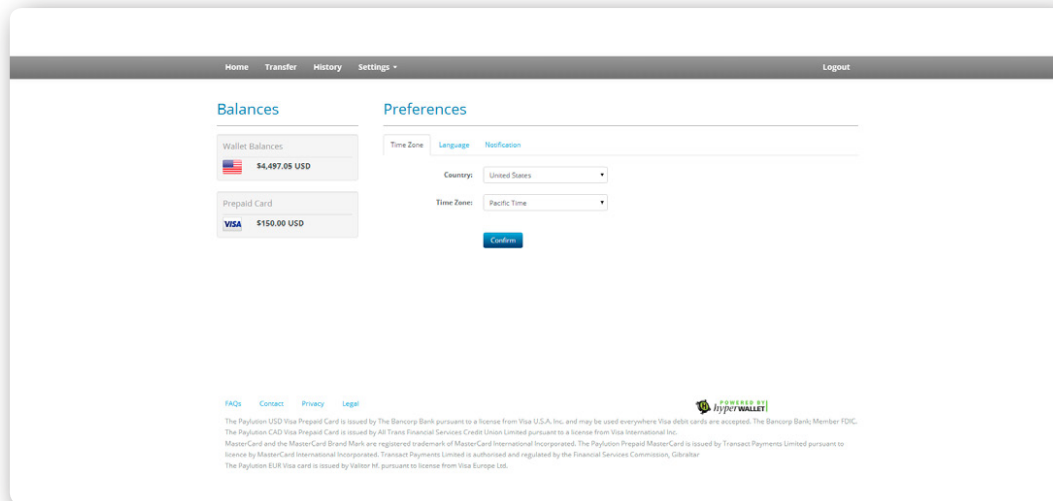 Home Transfer History Settings Logout
Balances
Wallet Balances
$4,497.05 USD
Prepaid Card
VISA $150.00 USD
Preferences
Time Zone Language Notification
Country: United States
Time Zone: Pacific Time
Confirm
FAQs Contact Privacy Legal
POWERED BY
hyperWALLET
The Paylution USD Visa Prepaid Card is issued by The Bancorp Bank pursuant to a license from Visa U.S.A. Inc. and may be used everywhere Visa debit cards are accepted. The Bancorp Bank; Member FDIC.
The Paylution CAD Visa Prepaid Card is issued by All Trans Financial Services Credit Union Limited pursuant to a license from Visa International Inc.
MasterCard and the MasterCard Brand Mark are registered trademark of MasterCard International Incorporated. The Paylution Prepaid MasterCard is issued by Transact Payments Limited pursuant to
licence by MasterCard International Incorporated. Transact Payments Limited is authorised and regulated by the Financial Services Commission, Gibraltar
The Paylution EUR Visa card is issued by Valitor hf, pursuant to license from Visa Europe Ltd.